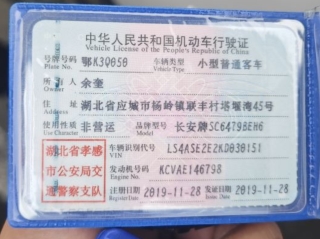 中华人民共和国机动车行驶证
Vehicle License of the People's Republic of China
号牌号码 鄂K3Q058 车辆类型 小型普通客车
Plate No. Vehicle Type
所有人 余奎
Owner
住址 湖北省应城市杨岭镇联丰村塔堰湾45号
Address
使用性质 非营运 品牌型号 长安牌SC6479BEH6
Use Character Model
湖北省孝感
市公安局交
通警察支队
车辆识别代号 LS4ASE2E2KD030151
VIN
发动机号码 KCVAE146798
Engine No.
注册日期 2019-11-28 发证日期 2019-11-28
Register Date Issue Date